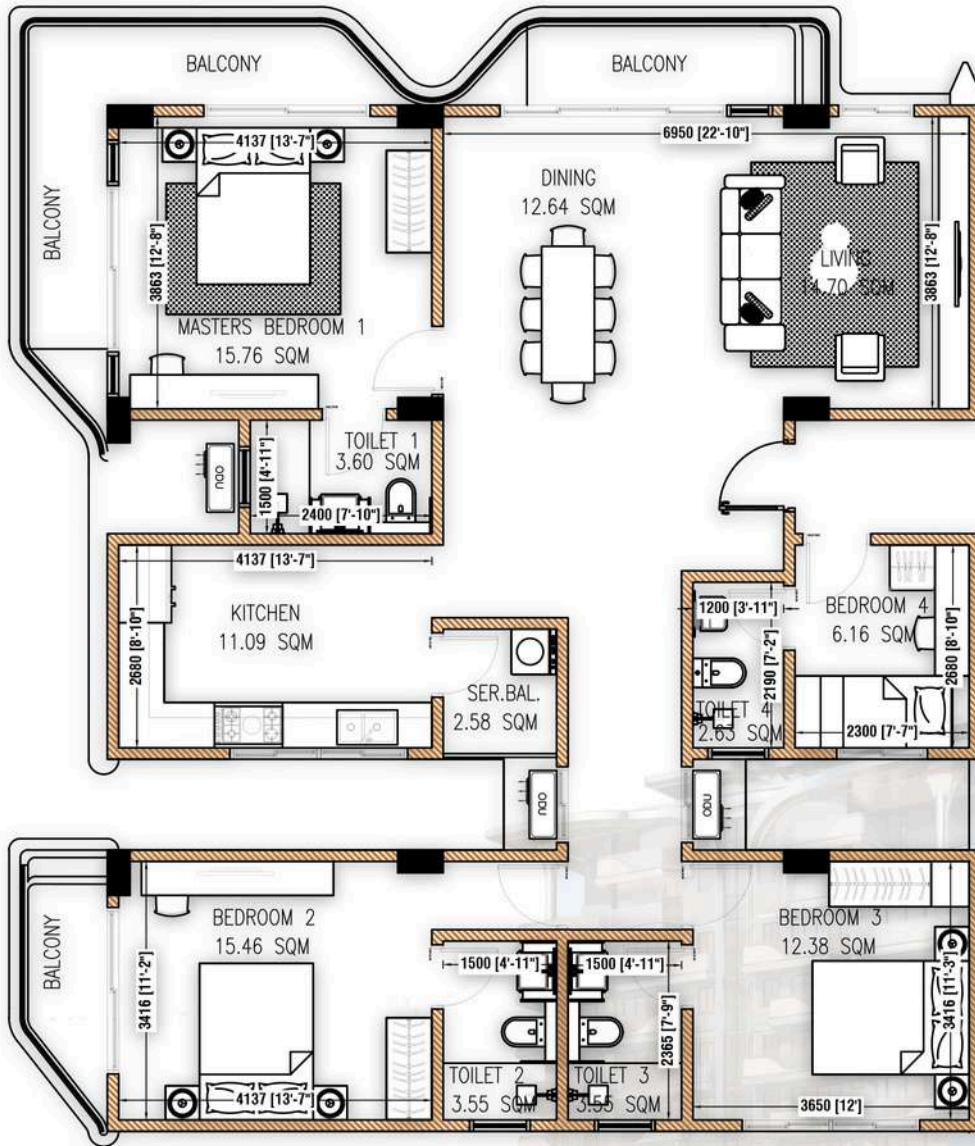 BALCONY
BALCONY
4137 [13'-7"]
6950 [22'-10"]
DINING
12.64 SQM
BALCONY
3863 [12'-8"]
LIVING
14.70 SQM
3863 [12'-8"]
MASTERS BEDROOM 1
15.76 SQM
TOILET 1
3.60 SQM
ODU
1500 [4'-11"]
2400 [7'-10"]
4137 [13'-7"]
KITCHEN
11.09 SQM
2680 [8'-10"]
SER.BAL.
2.58 SQM
1200 [3'-11"]
2190 [7'-2"]
TOILET 4
2.63 SQM
BEDROOM 4
6.16 SQM
2680 [8'-10"]
2300 [7'-7"]
ODU
ODU
BALCONY
BEDROOM 2
15.46 SQM
3416 [11'-2"]
4137 [13'-7"]
1500 [4'-11"]
1500 [4'-11"]
2365 [7'-9"]
TOILET 2
3.55 SQM
TOILET 3
3.55 SQM
BEDROOM 3
12.38 SQM
3416 [11'-3"]
3650 [12']